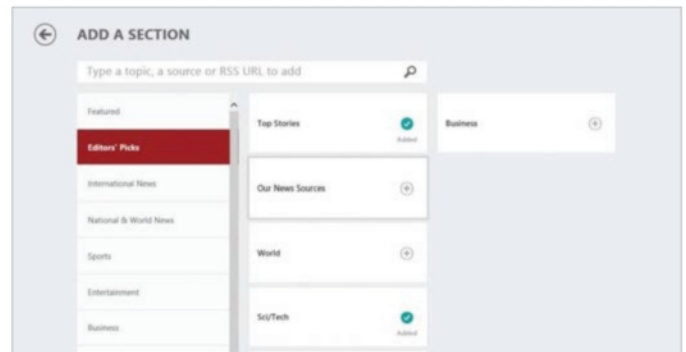 ADD A SECTION
Type a topic, a source or RSS URL to add
Featured
Editors' Picks
International News
National & World News
Sports
Entertainment
Business
Top Stories
Added
Our News Sources
World
Sci/Tech
Added
Business